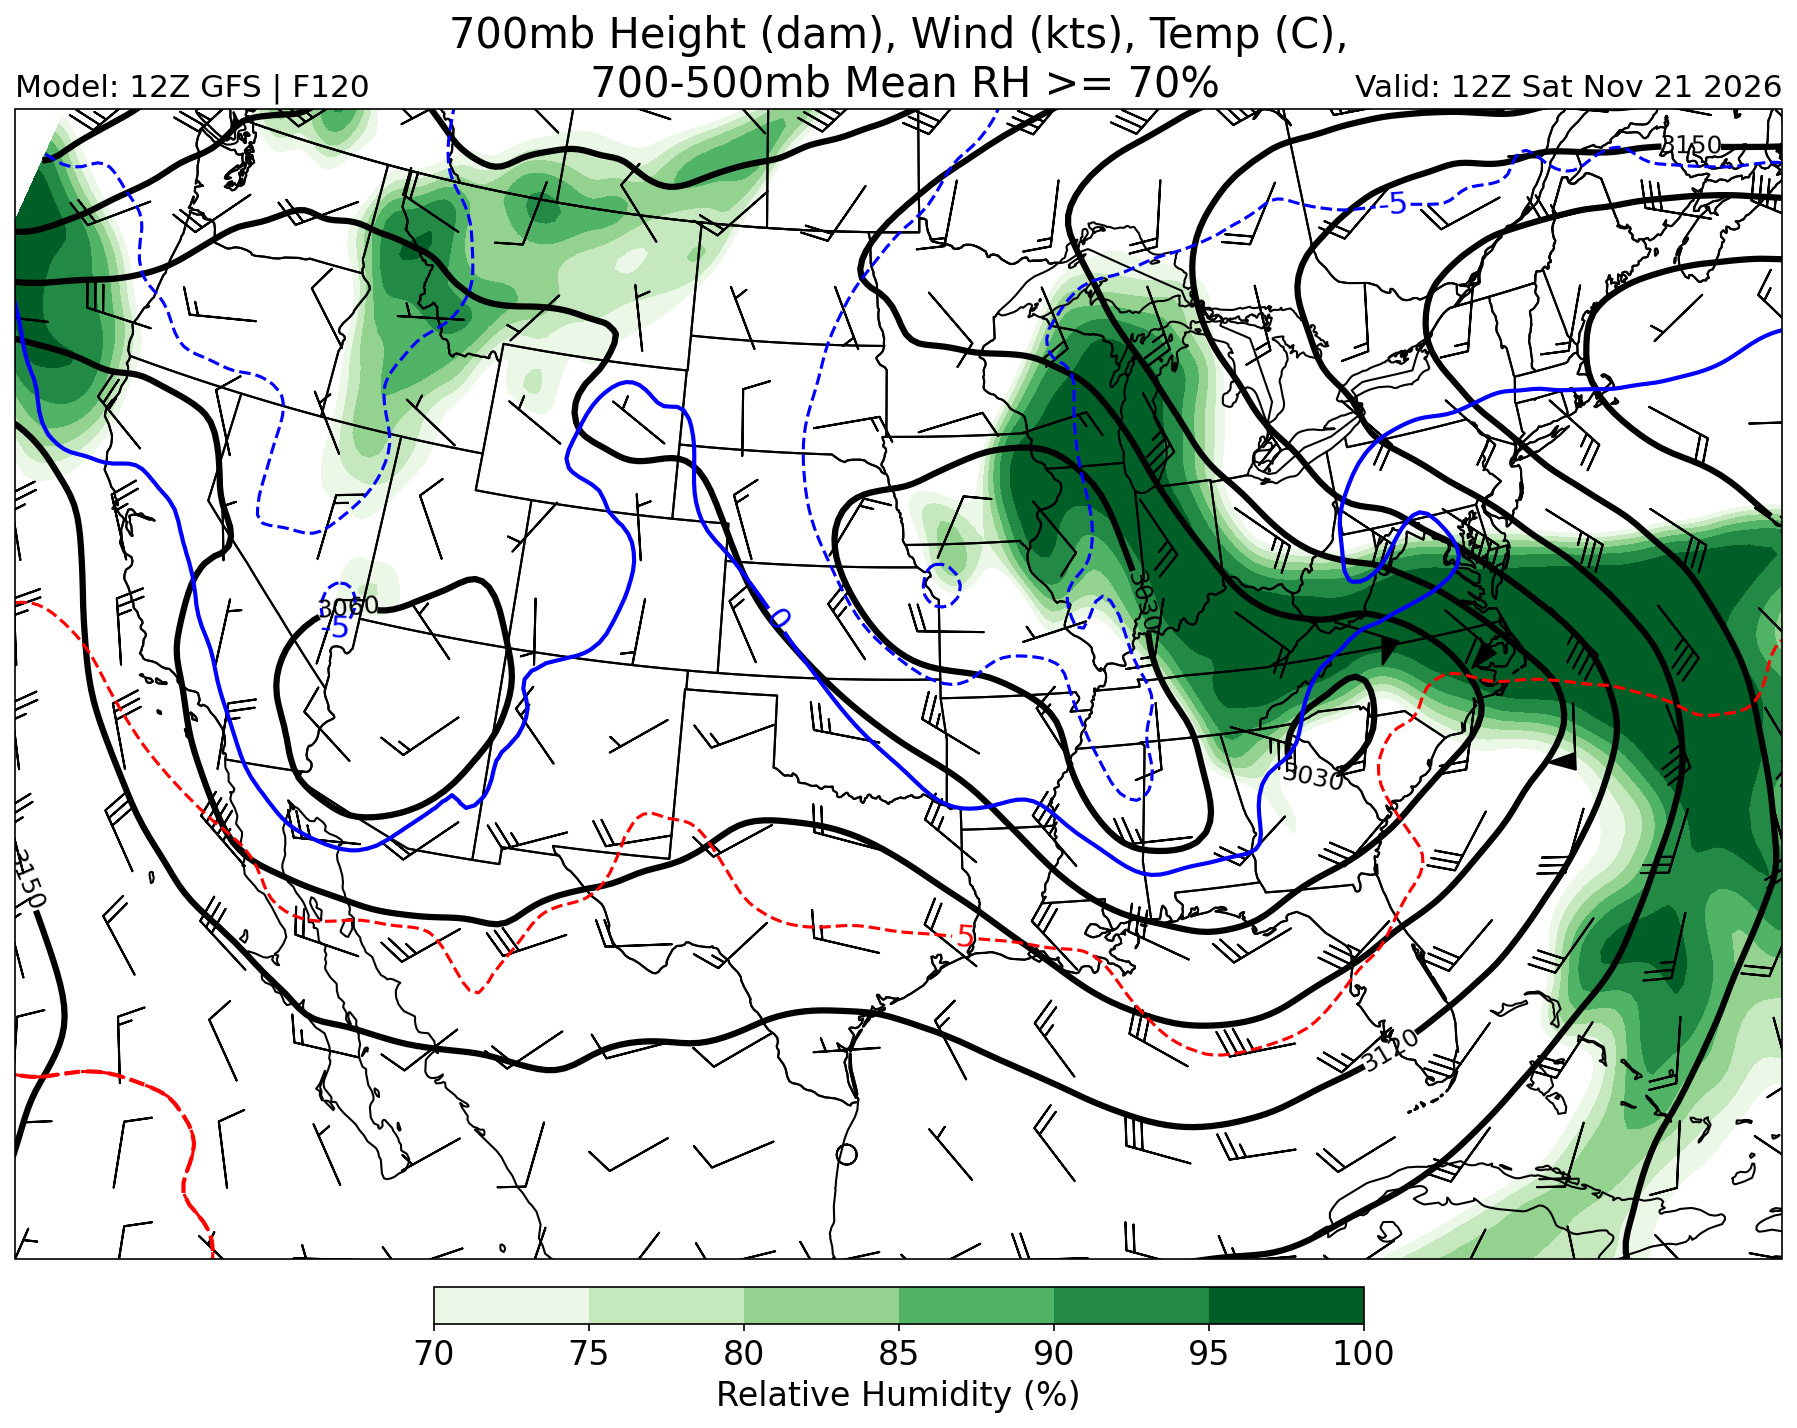 700mb Height (dam), Wind (kts), Temp (C),
700-500mb Mean RH >= 70%
Model: 12Z GFS | F120
Valid: 12Z Sat Nov 21 2026
3150
-5
3060
-5
0
3030
3030
3150
5
3120
70 75 80 85 90 95 100
Relative Humidity (%)